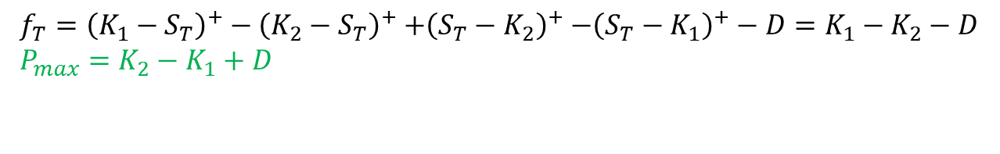 f_T = (K_1 − S_T)^+ − (K_2 − S_T)^+ +(S_T − K_2)^+ −(S_T − K_1)^+ − D = K_1 − K_2 − D
P_max = K_2 − K_1 + D